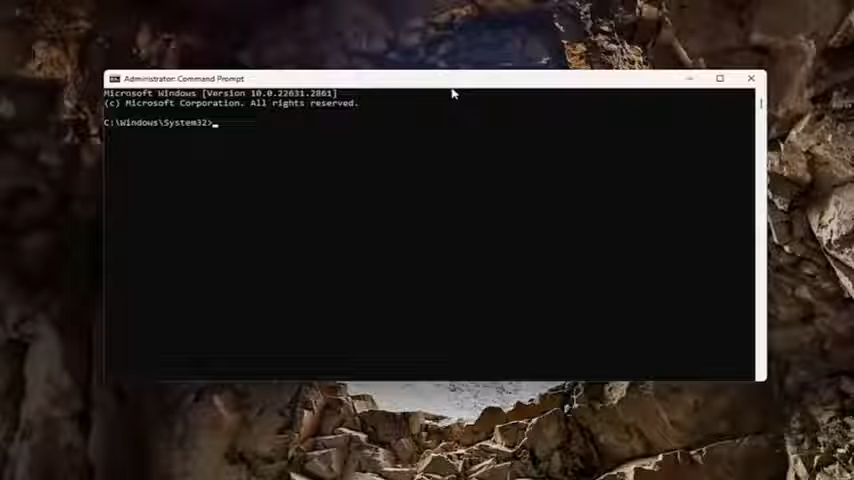 Administrator: Command Prompt
Microsoft Windows [Version 10.0.22631.2861]
(c) Microsoft Corporation. All rights reserved.
C:\Windows\System32>